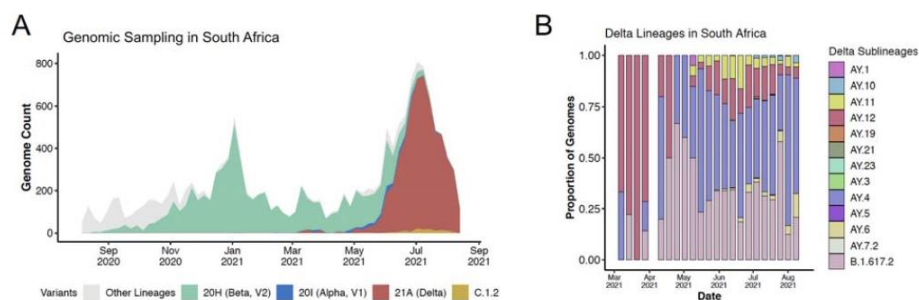 A
Genomic Sampling in South Africa
Genome Count
800
600
400
200
0
Sep
2020
Nov
2020
Jan
2021
Mar
2021
May
2021
Jul
2021
Sep
2021
Variants
Other Lineages
20H (Beta, V2)
20I (Alpha, V1)
21A (Delta)
C.1.2
B
Delta Lineages in South Africa
Proportion of Genomes
1.00
0.75
0.50
0.25
0.00
Mar
2021
Apr
2021
May
2021
Jun
2021
Jul
2021
Aug
2021
Date
Delta Sublineages
AY.1
AY.10
AY.11
AY.12
AY.19
AY.21
AY.23
AY.3
AY.4
AY.5
AY.6
AY.7.2
B.1.617.2